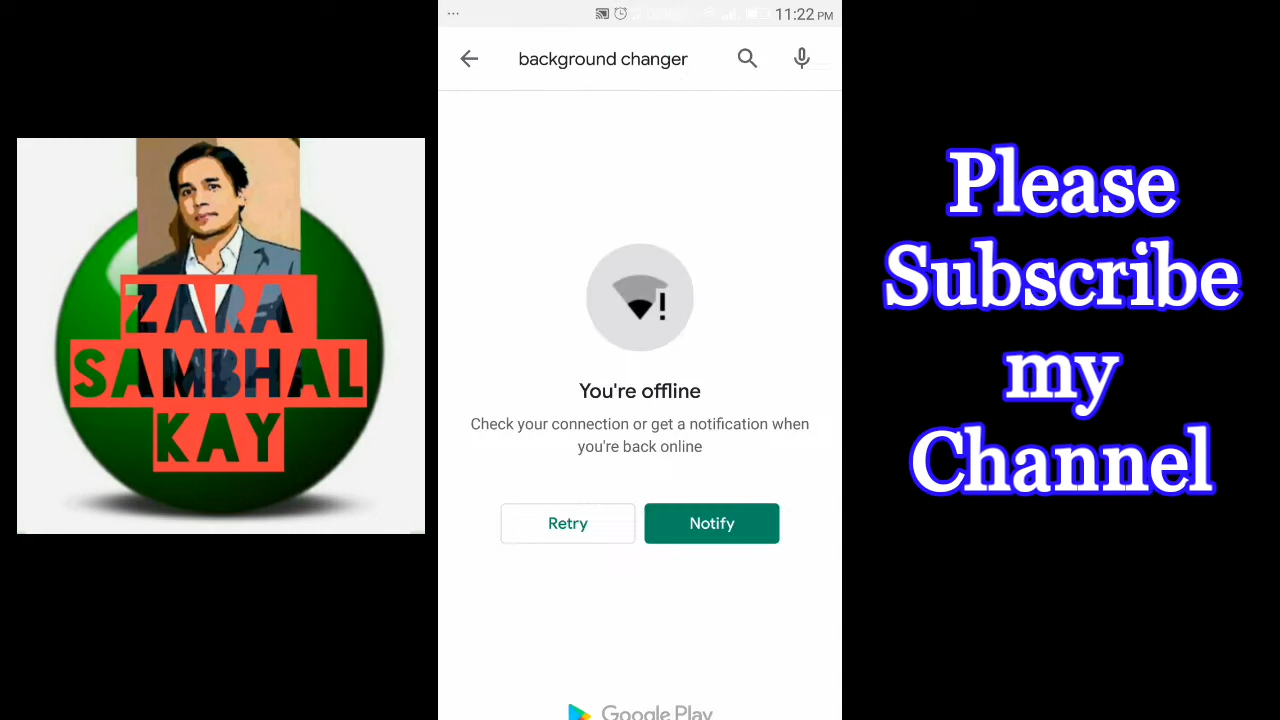 ZARA
SAMBHAL
KAY
... 11:22 PM
background changer
You're offline
Check your connection or get a notification when
you're back online
Retry
Notify
Google Play
Please
Subscribe
my
Channel